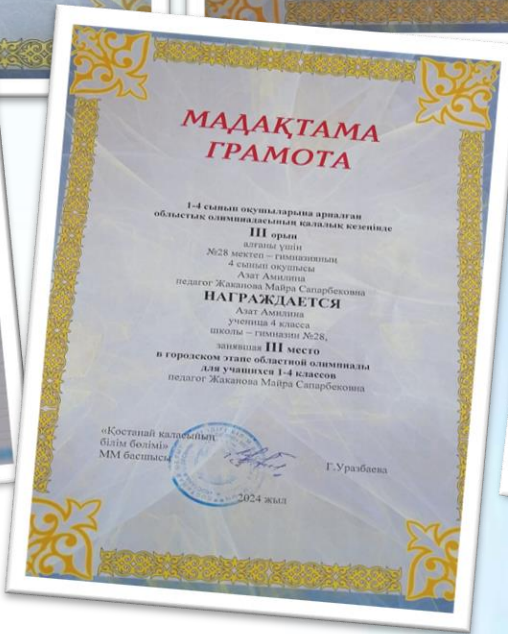 МАДАҚТАМА
ГРАМОТА
1-4 сынып оқушыларына арналған
облыстық олимпиадасының қалалық кезеңінде
III орын
алғаны үшін
№28 мектеп – гимназияның
4 сынып оқушысы
Азат Амилина
педагог Жаканова Майра Сапарбековна
НАГРАЖДАЕТСЯ
Азат Амилина
ученица 4 класса
школы – гимназии №28,
занявшая III место
в городском этапе областной олимпиады
для учащихся 1-4 классов
педагог Жаканова Майра Сапарбековна
«Қостанай қаласының
білім бөлімі»
ММ басшысы
Г.Уразбаева
2024 жыл